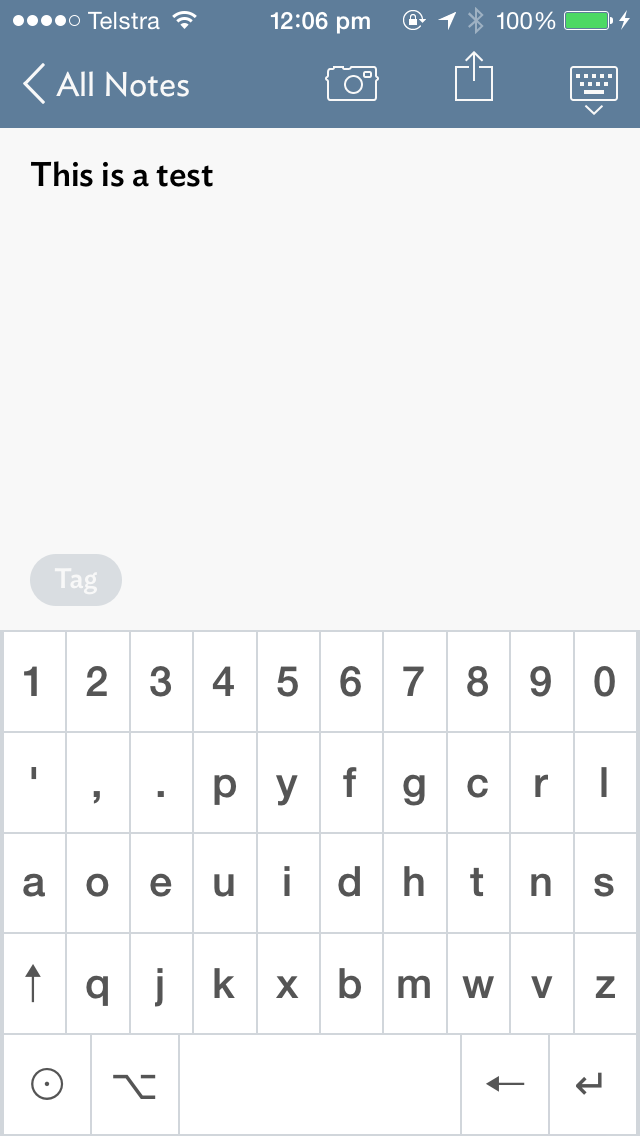 Telstra 12:06 pm 100%
All Notes
This is a test
Tag
1 2 3 4 5 6 7 8 9 0
' , . p y f g c r l
a o e u i d h t n s
q j k x b m w v z